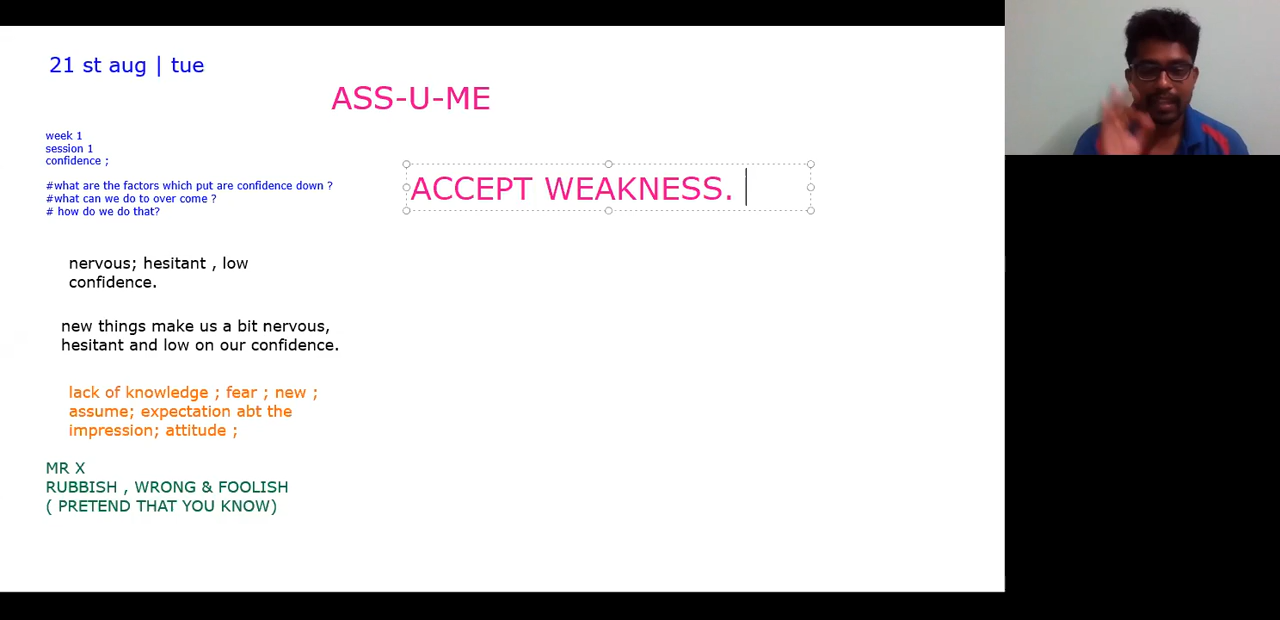 21 st aug | tue
ASS-U-ME
week 1
session 1
confidence ;
#what are the factors which put are confidence down ?
#what can we do to over come ?
# how do we do that?
ACCEPT WEAKNESS.
nervous; hesitant , low
confidence.
new things make us a bit nervous,
hesitant and low on our confidence.
lack of knowledge ; fear ; new ;
assume; expectation abt the
impression; attitude ;
MR X
RUBBISH , WRONG & FOOLISH
( PRETEND THAT YOU KNOW)